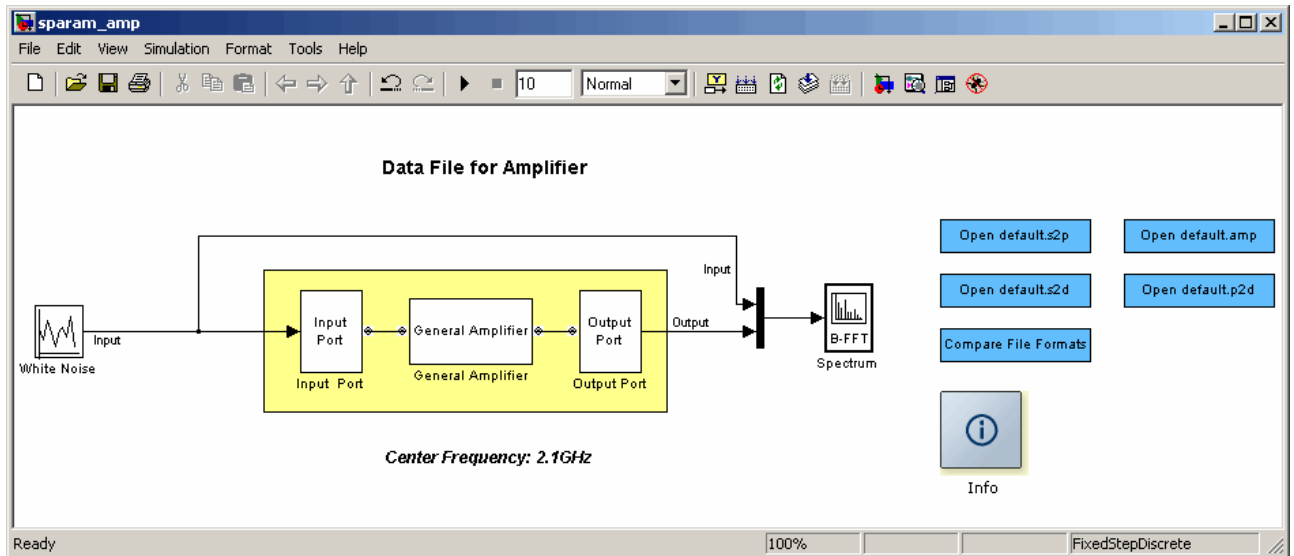 sparam_amp
File Edit View Simulation Format Tools Help
10 Normal
Data File for Amplifier
Open default.s2p Open default.amp
Input
Open default.s2d Open default.p2d
Input
Port
General Amplifier
Output
Port
Output
Input
B-FFT
Compare File Formats
White Noise
Input Port
General Amplifier
Output Port
Spectrum
Center Frequency: 2.1GHz
Info
Ready 100% FixedStepDiscrete